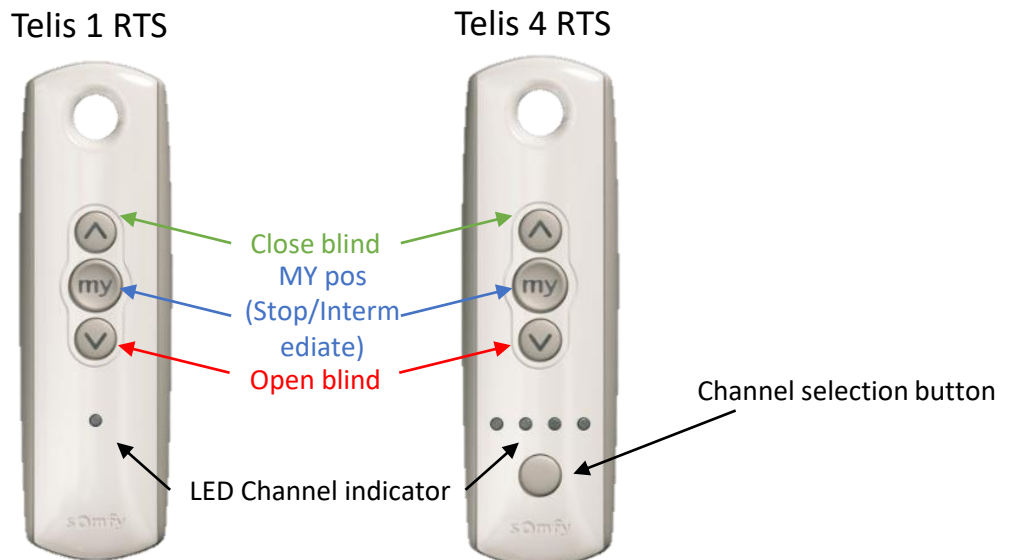 Telis 1 RTS
Telis 4 RTS
my
my
Close blind
MY pos
(Stop/Interm
ediate)
Open blind
Channel selection button
LED Channel indicator
somfy
somfy